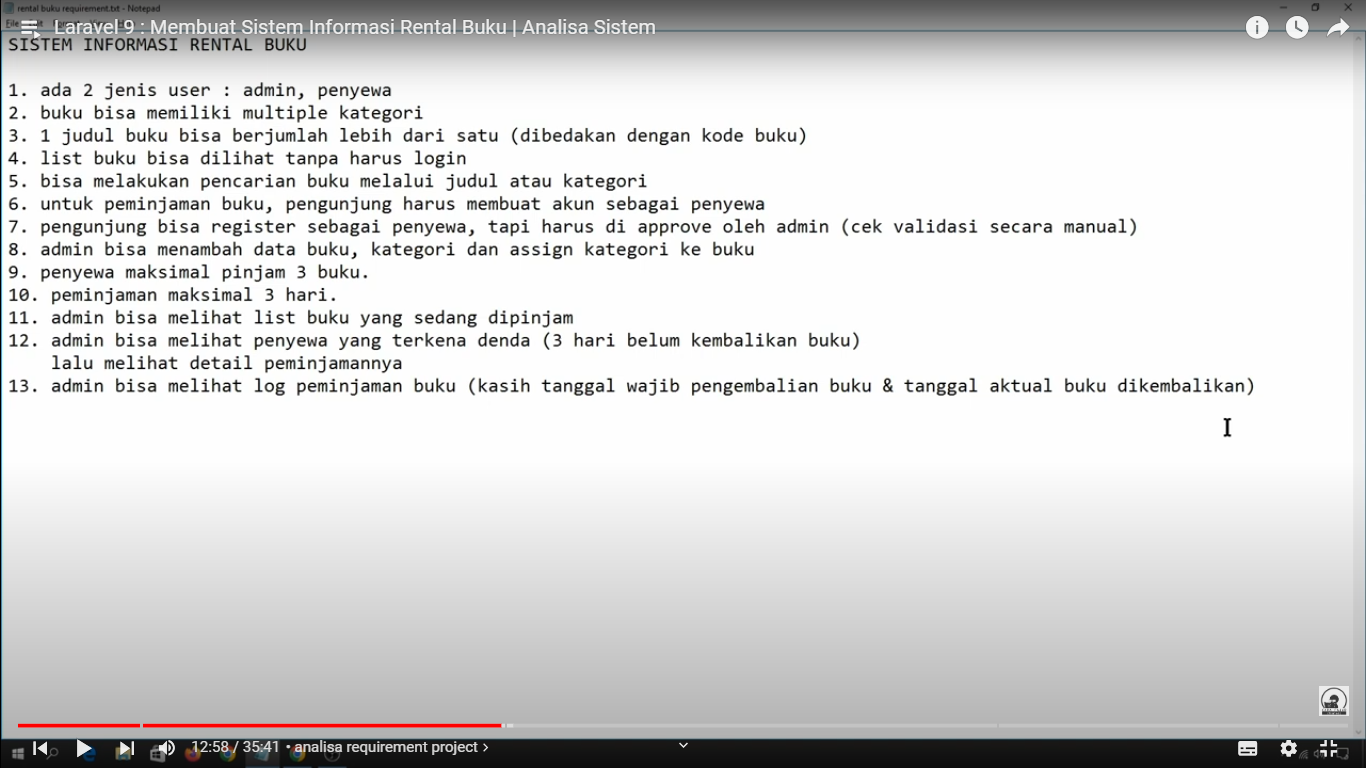 rental buku requirement.txt - Notepad
Laravel 9 : Membuat Sistem Informasi Rental Buku | Analisa Sistem
SISTEM INFORMASI RENTAL BUKU
1. ada 2 jenis user : admin, penyewa
2. buku bisa memiliki multiple kategori
3. 1 judul buku bisa berjumlah lebih dari satu (dibedakan dengan kode buku)
4. list buku bisa dilihat tanpa harus login
5. bisa melakukan pencarian buku melalui judul atau kategori
6. untuk peminjaman buku, pengunjung harus membuat akun sebagai penyewa
7. pengunjung bisa register sebagai penyewa, tapi harus di approve oleh admin (cek validasi secara manual)
8. admin bisa menambah data buku, kategori dan assign kategori ke buku
9. penyewa maksimal pinjam 3 buku.
10. peminjaman maksimal 3 hari.
11. admin bisa melihat list buku yang sedang dipinjam
12. admin bisa melihat penyewa yang terkena denda (3 hari belum kembalikan buku)
lalu melihat detail peminjamannya
13. admin bisa melihat log peminjaman buku (kasih tanggal wajib pengembalian buku & tanggal aktual buku dikembalikan)
12:58 / 35:41 • analisa requirement project ›